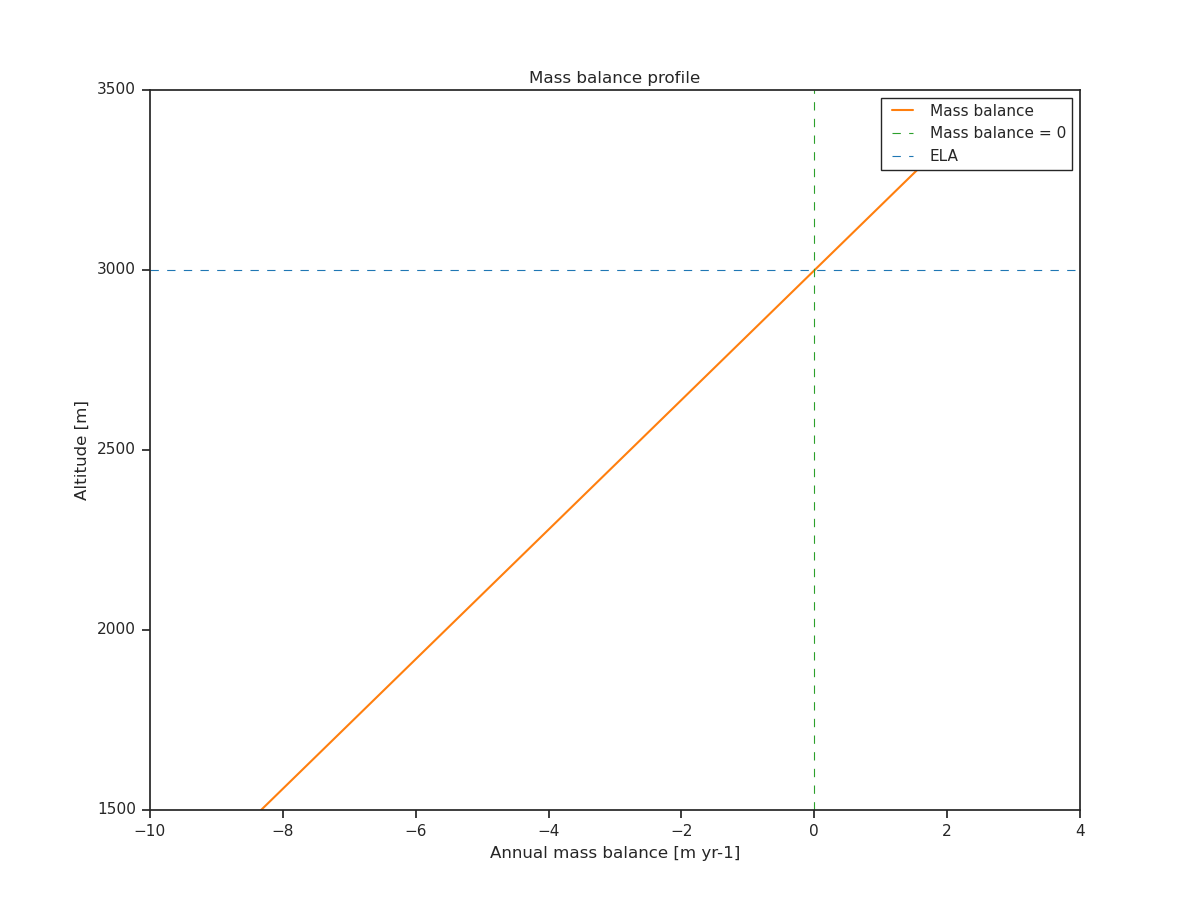 Mass balance profile
3500
3000
2500
2000
1500
Altitude [m]
Mass balance
Mass balance = 0
ELA
−10
−8
−6
−4
−2
0
2
4
Annual mass balance [m yr-1]